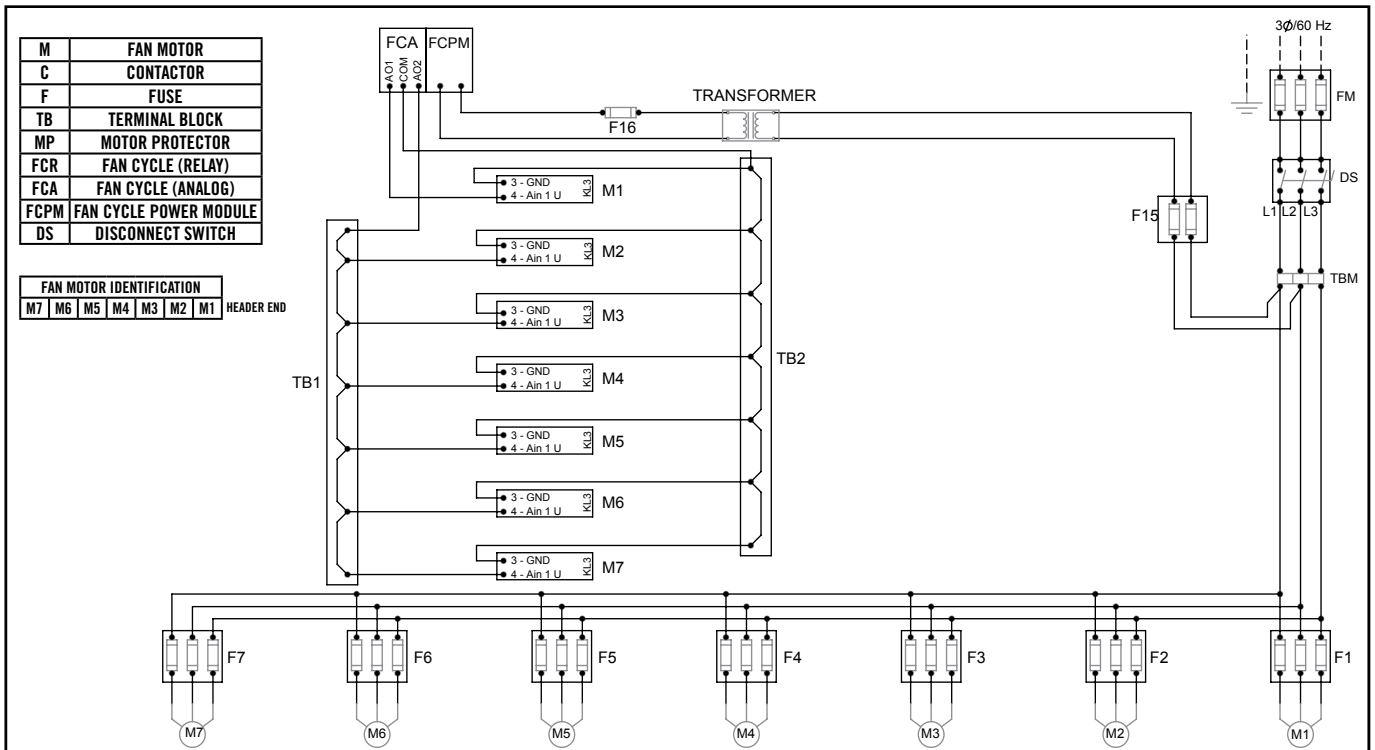 M FAN MOTOR
C CONTACTOR
F FUSE
TB TERMINAL BLOCK
MP MOTOR PROTECTOR
FCR FAN CYCLE (RELAY)
FCA FAN CYCLE (ANALOG)
FCPM FAN CYCLE POWER MODULE
DS DISCONNECT SWITCH
FAN MOTOR IDENTIFICATION
M7 M6 M5 M4 M3 M2 M1 HEADER END
FCA FCPM
AO1 COM AO2
TRANSFORMER
F16
3Ø/60 Hz
FM
DS
L1 L2 L3
F15
TBM
3 - GND
4 - Ain 1 U
KL3
M1
3 - GND
4 - Ain 1 U
KL3
M2
3 - GND
4 - Ain 1 U
KL3
M3
3 - GND
4 - Ain 1 U
KL3
M4
3 - GND
4 - Ain 1 U
KL3
M5
3 - GND
4 - Ain 1 U
KL3
M6
3 - GND
4 - Ain 1 U
KL3
M7
TB1
TB2
F7 F6 F5 F4 F3 F2 F1
M7 M6 M5 M4 M3 M2 M1